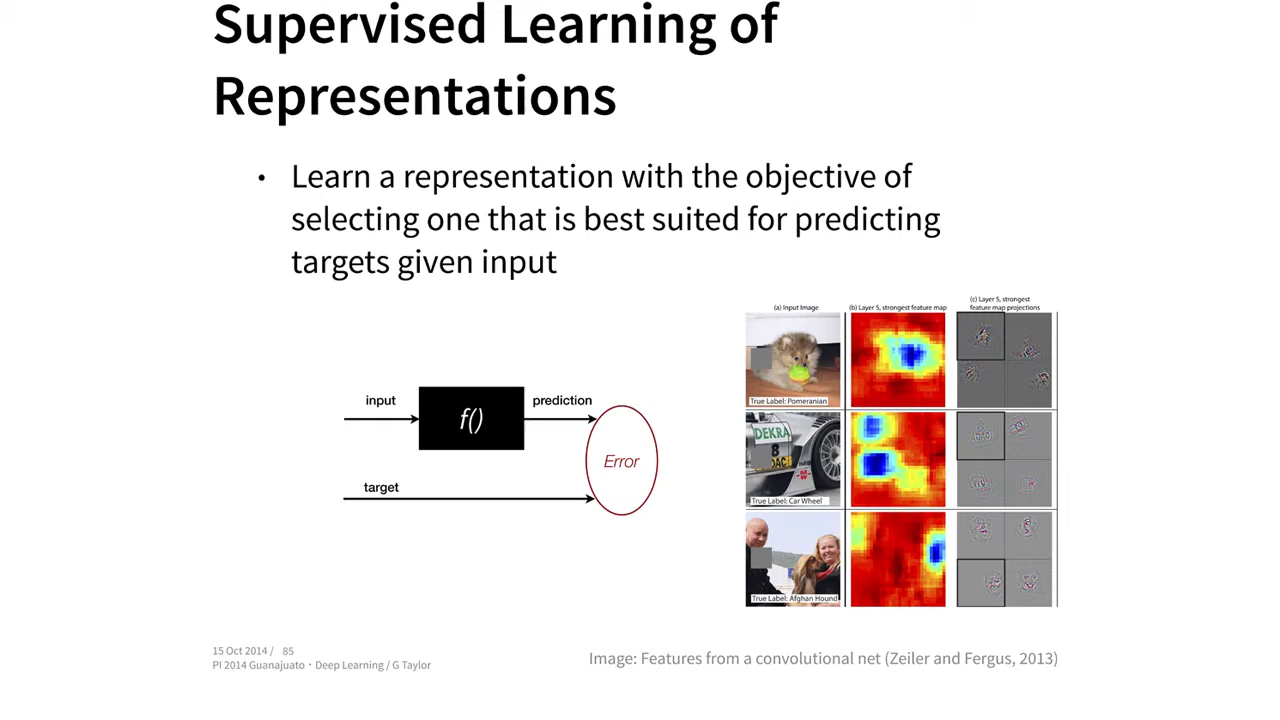 Supervised Learning of
Representations
• Learn a representation with the objective of
selecting one that is best suited for predicting
targets given input
(a) Input Image
(b) Layer 5, strongest feature map
(c) Layer 5, strongest
feature map projections
input
f()
prediction
Error
target
True Label: Pomeranian
DEKRA
8
True Label: Car Wheel
True Label: Afghan Hound
15 Oct 2014 / 85
PI 2014 Guanajuato · Deep Learning / G Taylor
Image: Features from a convolutional net (Zeiler and Fergus, 2013)